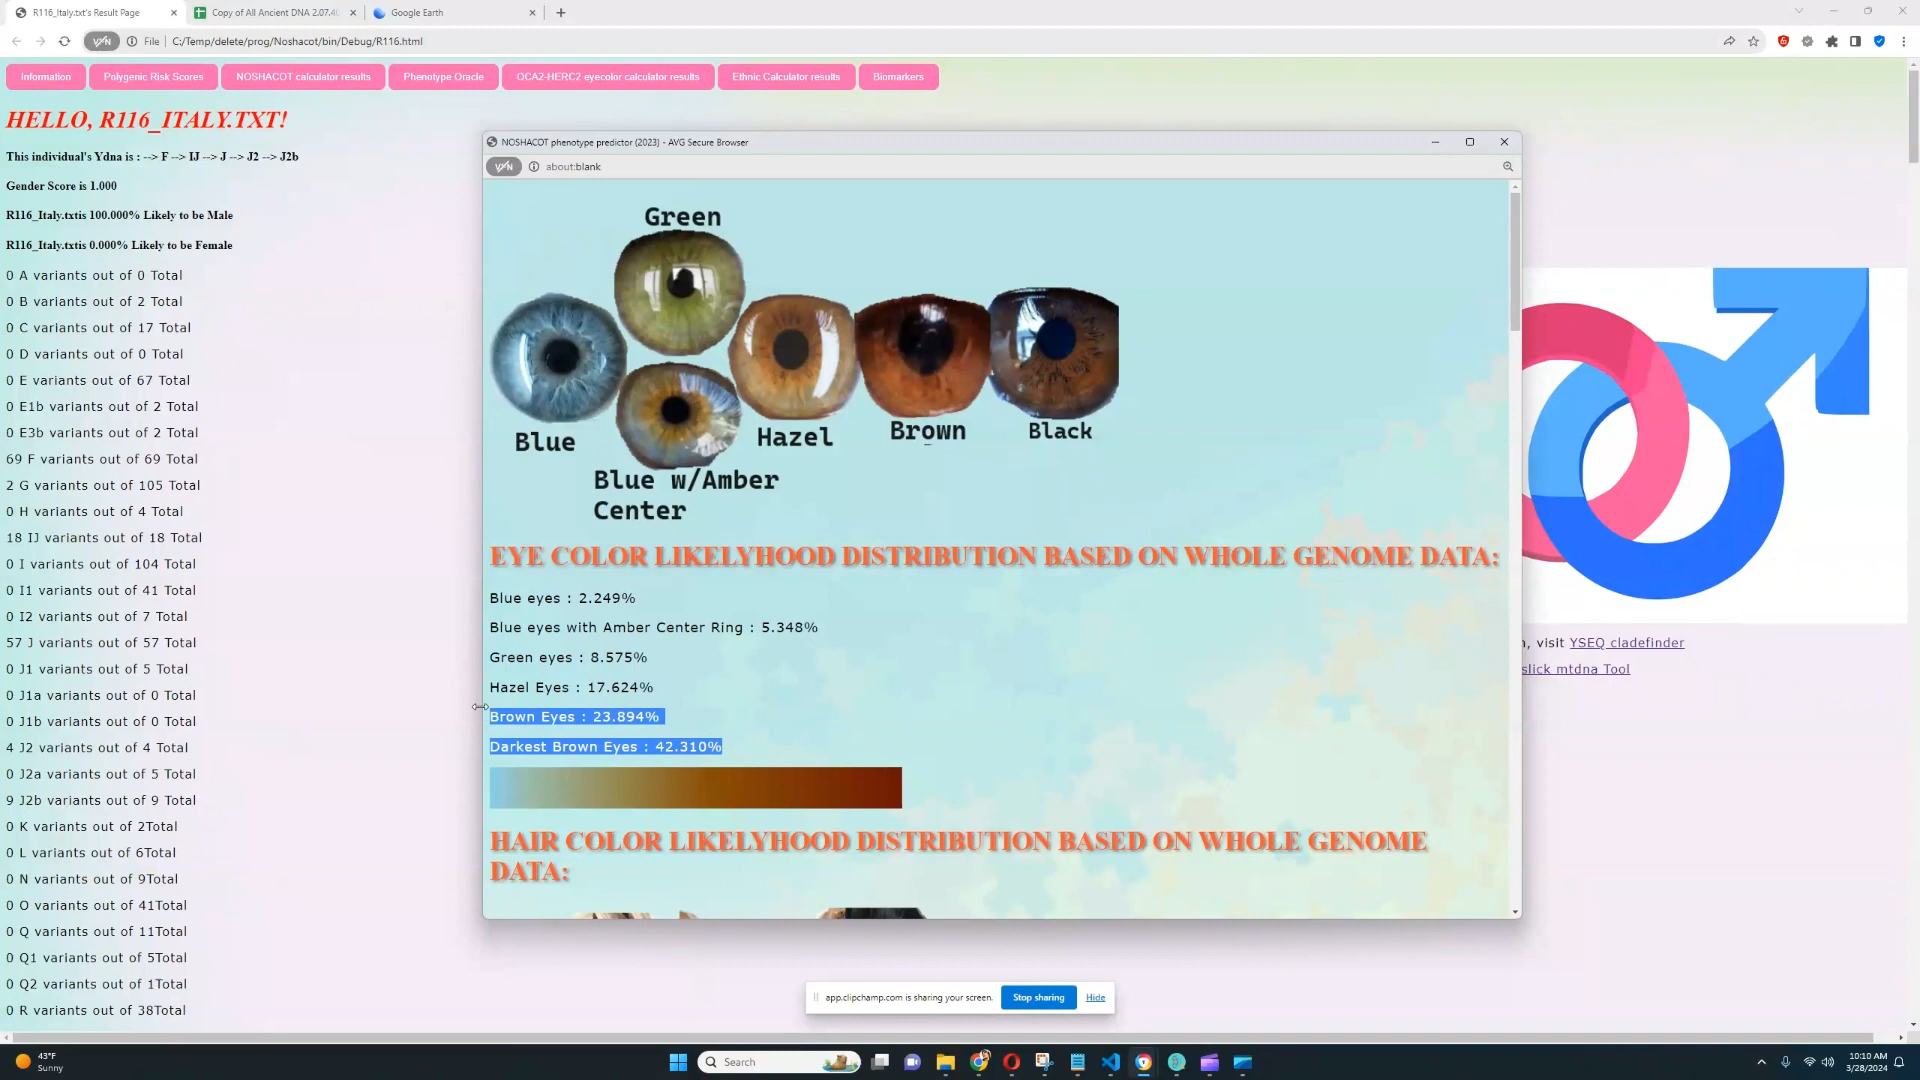 R116_Italy.txt's Result Page
Copy of All Ancient DNA 2.07.40
Google Earth
VPN
File
C:/Temp/delete/prog/Noshacot/bin/Debug/R116.html
Information
Polygenic Risk Scores
NOSHACOT calculator results
Phenotype Oracle
OCA2-HERC2 eyecolor calculator results
Ethnic Calculator results
Biomarkers
HELLO, R116_ITALY.TXT!
This individual's Ydna is : --> F --> IJ --> J --> J2 --> J2b
Gender Score is 1.000
R116_Italy.txtis 100.000% Likely to be Male
R116_Italy.txtis 0.000% Likely to be Female
0 A variants out of 0 Total
0 B variants out of 2 Total
0 C variants out of 17 Total
0 D variants out of 0 Total
0 E variants out of 67 Total
0 E1b variants out of 2 Total
0 E3b variants out of 2 Total
69 F variants out of 69 Total
2 G variants out of 105 Total
0 H variants out of 4 Total
18 IJ variants out of 18 Total
0 I variants out of 104 Total
0 I1 variants out of 41 Total
0 I2 variants out of 7 Total
57 J variants out of 57 Total
0 J1 variants out of 5 Total
0 J1a variants out of 0 Total
0 J1b variants out of 0 Total
4 J2 variants out of 4 Total
0 J2a variants out of 5 Total
9 J2b variants out of 9 Total
0 K variants out of 2Total
0 L variants out of 6Total
0 N variants out of 9Total
0 O variants out of 41Total
0 Q variants out of 11Total
0 Q1 variants out of 5Total
0 Q2 variants out of 1Total
0 R variants out of 38Total
NOSHACOT phenotype predictor (2023) - AVG Secure Browser
VPN
about:blank
Green
Blue
Blue w/Amber
Center
Hazel
Brown
Black
EYE COLOR LIKELYHOOD DISTRIBUTION BASED ON WHOLE GENOME DATA:
Blue eyes : 2.249%
Blue eyes with Amber Center Ring : 5.348%
Green eyes : 8.575%
Hazel Eyes : 17.624%
Brown Eyes : 23.894%
Darkest Brown Eyes : 42.310%
HAIR COLOR LIKELYHOOD DISTRIBUTION BASED ON WHOLE GENOME
DATA:
, visit YSEQ cladefinder
slick mtdna Tool
app.clipchamp.com is sharing your screen.
Stop sharing
Hide
43°F
Sunny
Search
10:10 AM
3/28/2024